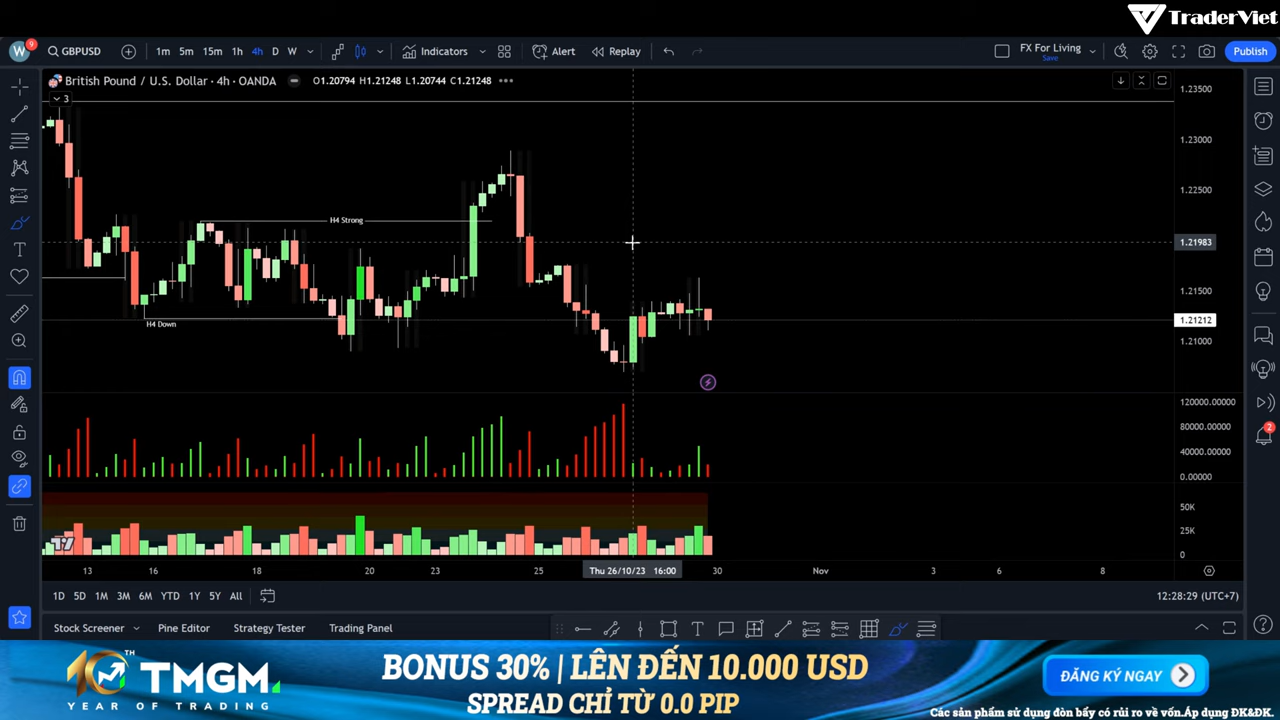 TraderViet
W
9
GBPUSD
1m 5m 15m 1h 4h D W
Indicators
Alert
Replay
FX For Living
Save
Publish
British Pound / U.S. Dollar · 4h · OANDA
O1.20794 H1.21248 L1.20744 C1.21248
3
H4 Strong
H4 Down
1.23500
1.23000
1.22500
1.21983
1.21500
1.21212
1.21000
120000.00000
80000.00000
40000.00000
0.00000
50K
25K
0
2
13 16 18 20 23 25 Thu 26/10/23 16:00 30 Nov 3 6 8
1D 5D 1M 3M 6M YTD 1Y 5Y All
12:28:29 (UTC+7)
Stock Screener Pine Editor Strategy Tester Trading Panel
10TH TMGM
YEAR OF TRADING
BONUS 30% | LÊN ĐẾN 10.000 USD
SPREAD CHỈ TỪ 0.0 PIP
ĐĂNG KÝ NGAY
Các sản phẩm sử dụng đòn bẩy có rủi ro về vốn.Áp dụng ĐK&ĐK.